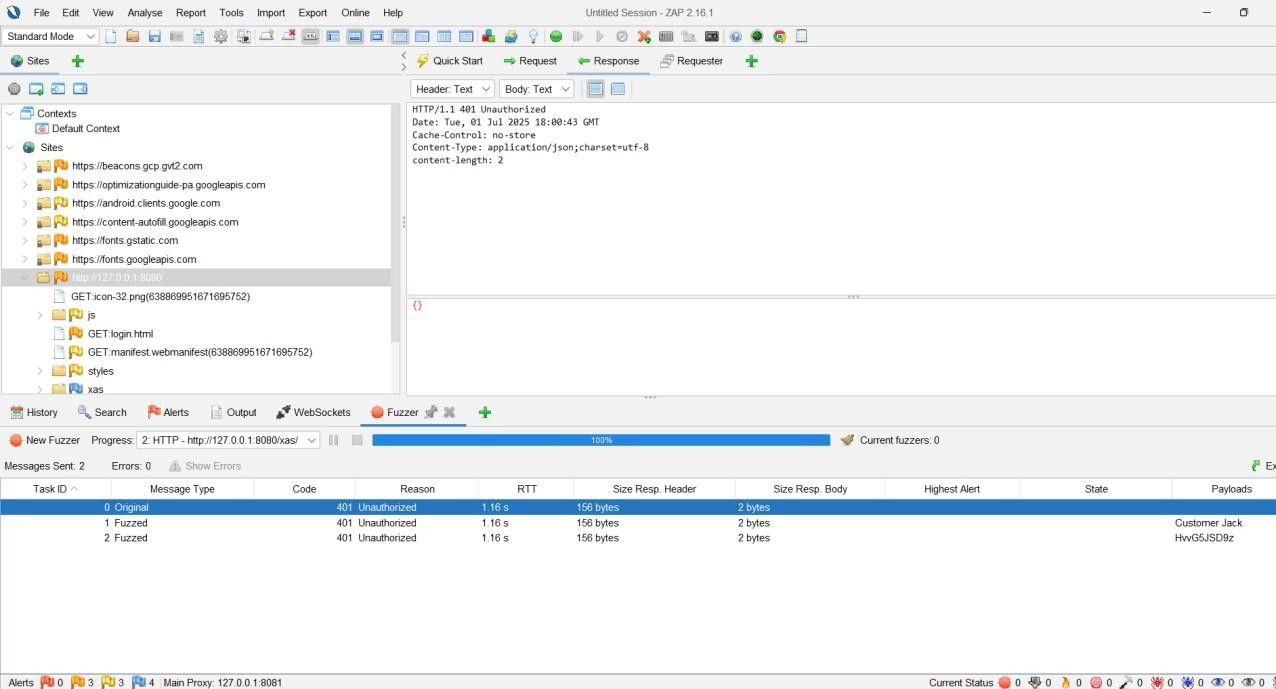 File Edit View Analyse Report Tools Import Export Online Help Untitled Session - ZAP 2.16.1
Standard Mode
Sites
Quick Start Request Response Requester
Header: Text Body: Text
Contexts
Default Context
Sites
https://beacons.gcp.gvt2.com
https://optimizationguide-pa.googleapis.com
https://android.clients.google.com
https://content-autofill.googleapis.com
https://fonts.gstatic.com
https://fonts.googleapis.com
http://127.0.0.1:8080
GET:icon-32.png(638869951671695752)
js
GET:login.html
GET:manifest.webmanifest(638869951671695752)
styles
xas
HTTP/1.1 401 Unauthorized
Date: Tue, 01 Jul 2025 18:00:43 GMT
Cache-Control: no-store
Content-Type: application/json;charset=utf-8
content-length: 2
{}
History Search Alerts Output WebSockets Fuzzer
New Fuzzer Progress: 2: HTTP - http://127.0.0.1:8080/xas/ 100% Current fuzzers: 0
Messages Sent: 2 Errors: 0 Show Errors Ex
Task ID Message Type Code Reason RTT Size Resp. Header Size Resp. Body Highest Alert State Payloads
0 Original 401 Unauthorized 1.16 s 156 bytes 2 bytes
1 Fuzzed 401 Unauthorized 1.16 s 156 bytes 2 bytes Customer Jack
2 Fuzzed 401 Unauthorized 1.16 s 156 bytes 2 bytes HvvG5JSD9z
Alerts 0 3 3 4 Main Proxy: 127.0.0.1:8081 Current Status 0 0 0 0 0 0 0 0 0